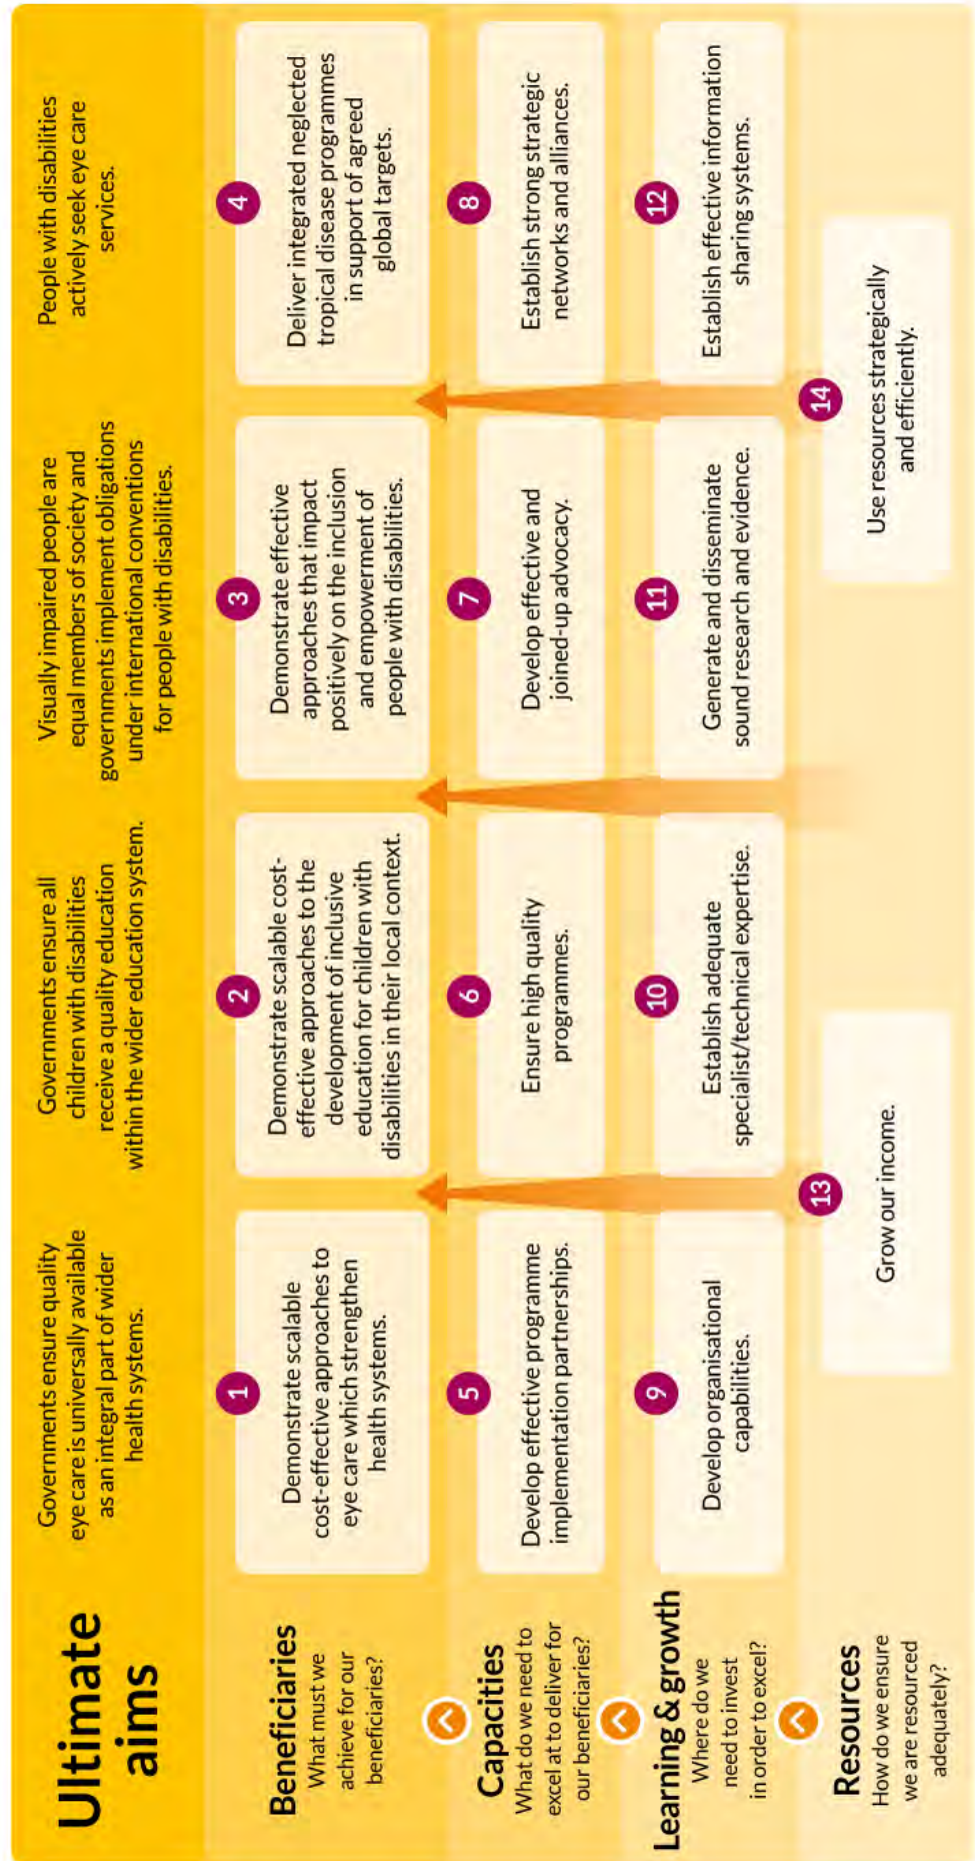 Ultimate
aims
Governments ensure quality
eye care is universally available
as an integral part of wider
health systems.
Governments ensure all
children with disabilities
receive a quality education
within the wider education system.
Visually impaired people are
equal members of society and
governments implement obligations
under international conventions
for people with disabilities.
People with disabilities
actively seek eye care
services.
Beneficiaries
What must we
achieve for our
beneficiaries?
1
Demonstrate scalable
cost-effective approaches to
eye care which strengthen
health systems.
2
Demonstrate scalable cost-
effective approaches to the
development of inclusive
education for children with
disabilities in their local context.
3
Demonstrate effective
approaches that impact
positively on the inclusion
and empowerment of
people with disabilities.
4
Deliver integrated neglected
tropical disease programmes
in support of agreed
global targets.
Capacities
What do we need to
excel at to deliver for
our beneficiaries?
5
Develop effective programme
implementation partnerships.
6
Ensure high quality
programmes.
7
Develop effective and
joined-up advocacy.
8
Establish strong strategic
networks and alliances.
Learning & growth
Where do we
need to invest
in order to excel?
9
Develop organisational
capabilities.
10
Establish adequate
specialist/technical expertise.
11
Generate and disseminate
sound research and evidence.
12
Establish effective information
sharing systems.
Resources
How do we ensure
we are resourced
adequately?
13
Grow our income.
14
Use resources strategically
and efficiently.